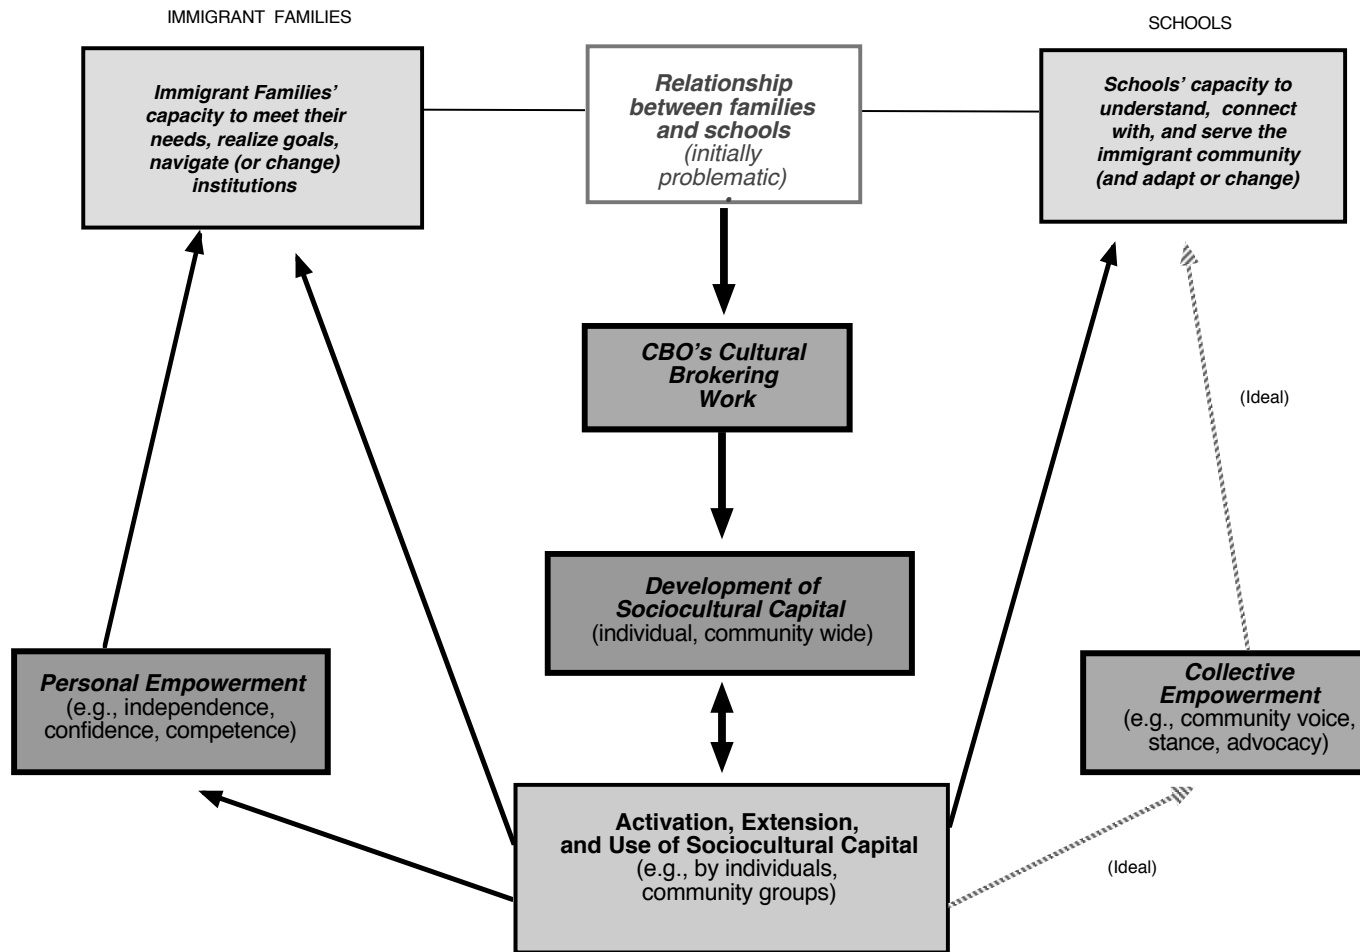 IMMIGRANT FAMILIES
SCHOOLS
Immigrant Families'
capacity to meet their
needs, realize goals,
navigate (or change)
institutions
Relationship
between families
and schools
(initially
problematic)
.
Schools' capacity to
understand, connect
with, and serve the
immigrant community
(and adapt or change)
CBO's Cultural
Brokering
Work
(Ideal)
Development of
Sociocultural Capital
(individual, community wide)
Personal Empowerment
(e.g., independence,
confidence, competence)
Collective
Empowerment
(e.g., community voice,
stance, advocacy)
Activation, Extension,
and Use of Sociocultural Capital
(e.g., by individuals,
community groups)
(Ideal)